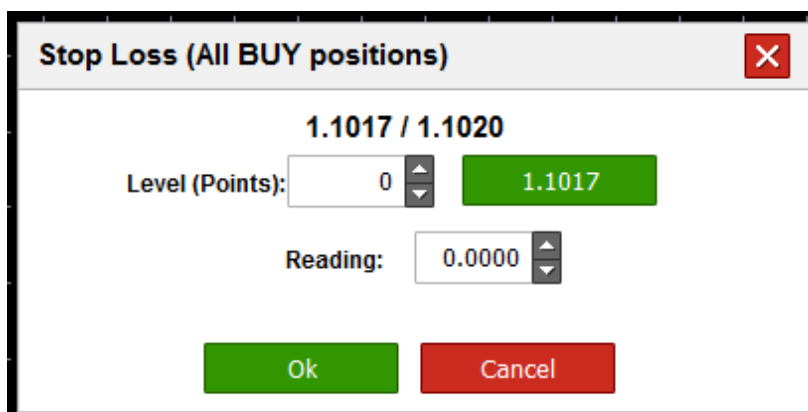 Stop Loss (All BUY positions)
1.1017 / 1.1020
Level (Points): 0 1.1017
Reading: 0.0000
Ok Cancel